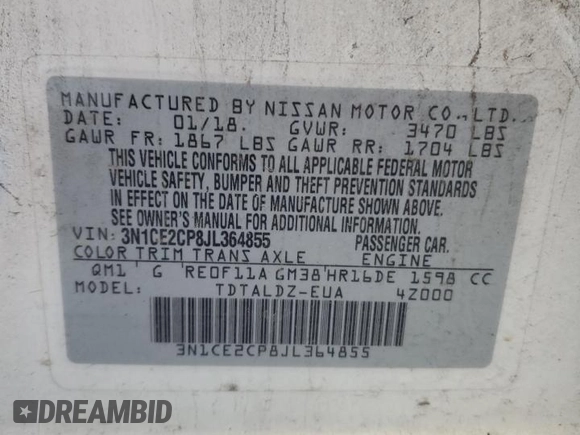 MANUFACTURED BY NISSAN MOTOR CO.,LTD.
DATE: 01/18. GVWR: 3470 LBS
GAWR FR: 1867 LBS GAWR RR: 1704 LBS
THIS VEHICLE CONFORMS TO ALL APPLICABLE FEDERAL MOTOR
VEHICLE SAFETY, BUMPER AND THEFT PREVENTION STANDARDS
IN EFFECT ON THE DATE OF MANUFACTURE SHOWN ABOVE.
SEE OWNER'S MANUAL FOR ADDITIONAL INFORMATION.
VIN: 3N1CE2CP8JL364855 PASSENGER CAR.
COLOR TRIM TRANS AXLE ENGINE
QM1 G RE0F11A GM38 HR16DE 1598 CC
MODEL: TDTALDZ-EUA 4Z000
3N1CE2CP8JL364855
DREAMBID